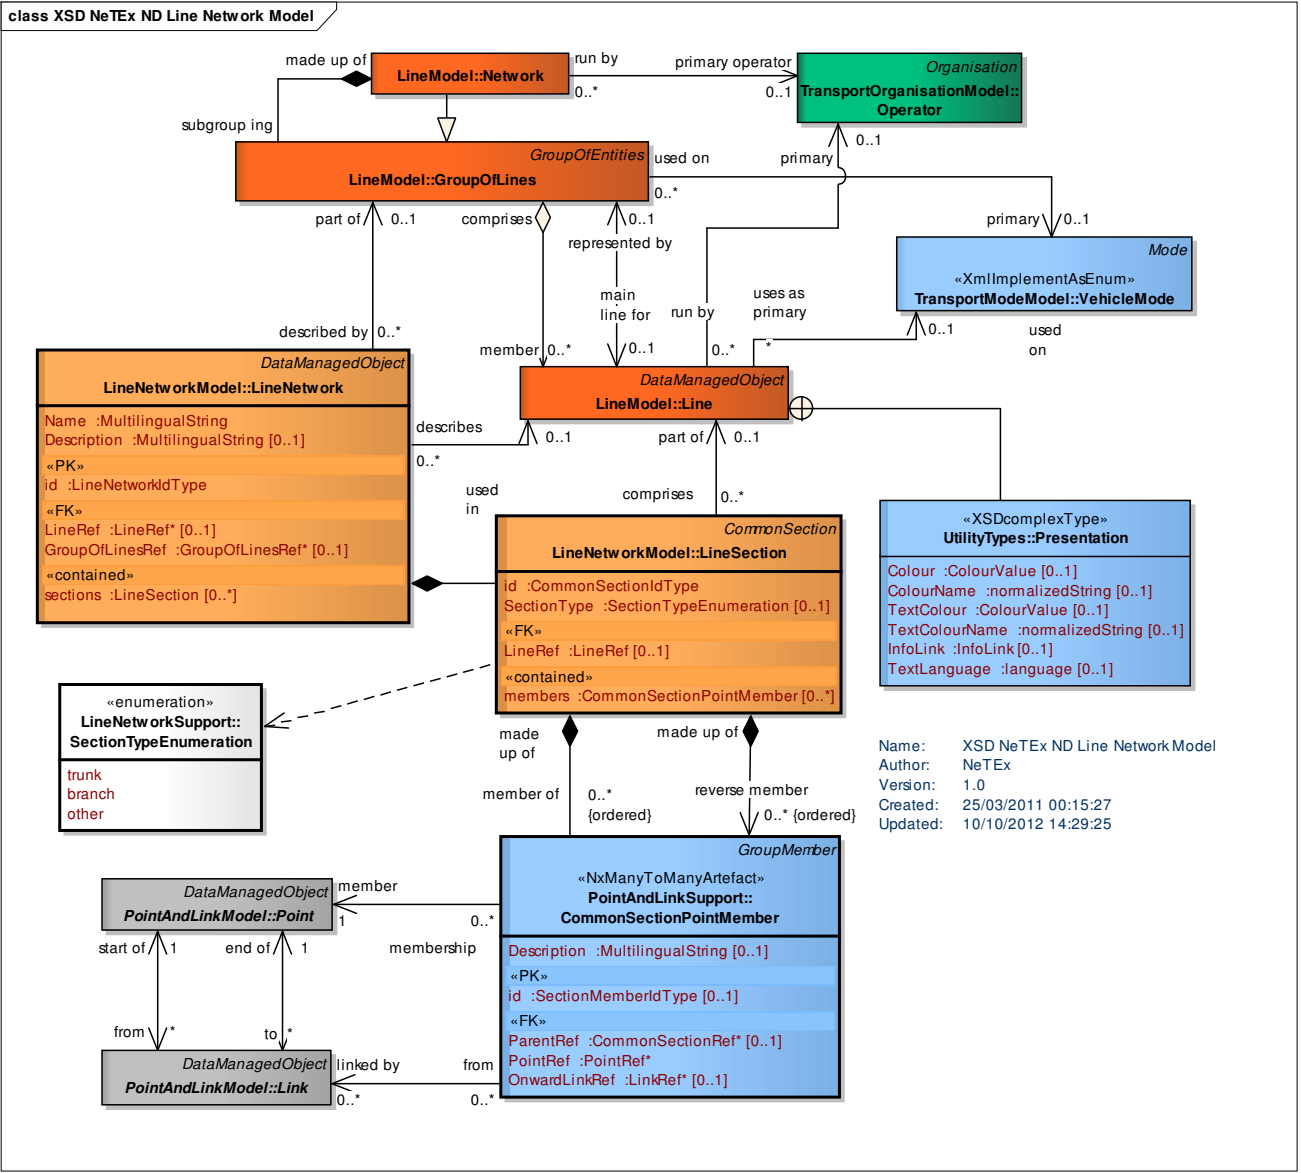 class XSD NeTEx ND Line Network Model
made up of
LineModel::Network
run by
0..*
primary operator
0..1
Organisation
TransportOrganisationModel::
Operator
subgroup ing
GroupOfEntities
LineModel::GroupOfLines
used on
0..*
primary
0..1
part of
0..1
comprises
0..1
represented by
primary
0..1
Mode
«XmlImplementAsEnum»
TransportModeModel::VehicleMode
main
line for
run by
uses as
primary
described by
0..*
member
0..*
0..1
0..*
*
0..1
used
on
DataManagedObject
LineNetworkModel::LineNetwork
Name :MultilingualString
Description :MultilingualString [0..1]
«PK»
id :LineNetworkIdType
«FK»
LineRef :LineRef* [0..1]
GroupOfLinesRef :GroupOfLinesRef* [0..1]
«contained»
sections :LineSection [0..*]
DataManagedObject
LineModel::Line
describes
0..*
0..1
part of
0..1
used
in
comprises
0..*
CommonSection
LineNetworkModel::LineSection
id :CommonSectionIdType
SectionType :SectionTypeEnumeration [0..1]
«FK»
LineRef :LineRef [0..1]
«contained»
members :CommonSectionPointMember [0..*]
«XSDcomplexType»
UtilityTypes::Presentation
Colour :ColourValue [0..1]
ColourName :normalizedString [0..1]
TextColour :ColourValue [0..1]
TextColourName :normalizedString [0..1]
InfoLink :InfoLink [0..1]
TextLanguage :language [0..1]
«enumeration»
LineNetworkSupport::
SectionTypeEnumeration
trunk
branch
other
made
up of
made up of
member of
0..*
{ordered}
reverse member
0..* {ordered}
Name: XSD NeTEx ND Line Network Model
Author: NeTEx
Version: 1.0
Created: 25/03/2011 00:15:27
Updated: 10/10/2012 14:29:25
GroupMember
«NxManyToManyArtefact»
PointAndLinkSupport::
CommonSectionPointMember
Description :MultilingualString [0..1]
«PK»
id :SectionMemberIdType [0..1]
«FK»
ParentRef :CommonSectionRef* [0..1]
PointRef :PointRef*
OnwardLinkRef :LinkRef* [0..1]
DataManagedObject
PointAndLinkModel::Point
member
1
0..*
membership
start of
1
end of
1
from
*
to
*
DataManagedObject
PointAndLinkModel::Link
linked by
0..*
from
0..*